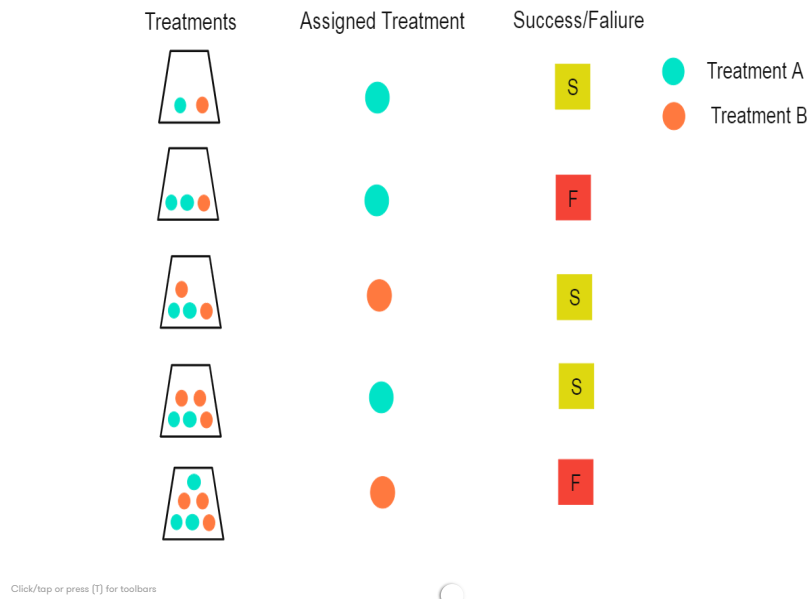 Treatments Assigned Treatment Success/Faliure
S
Treatment A
Treatment B
F
S
S
F
Click/tap or press (T) for toolbars